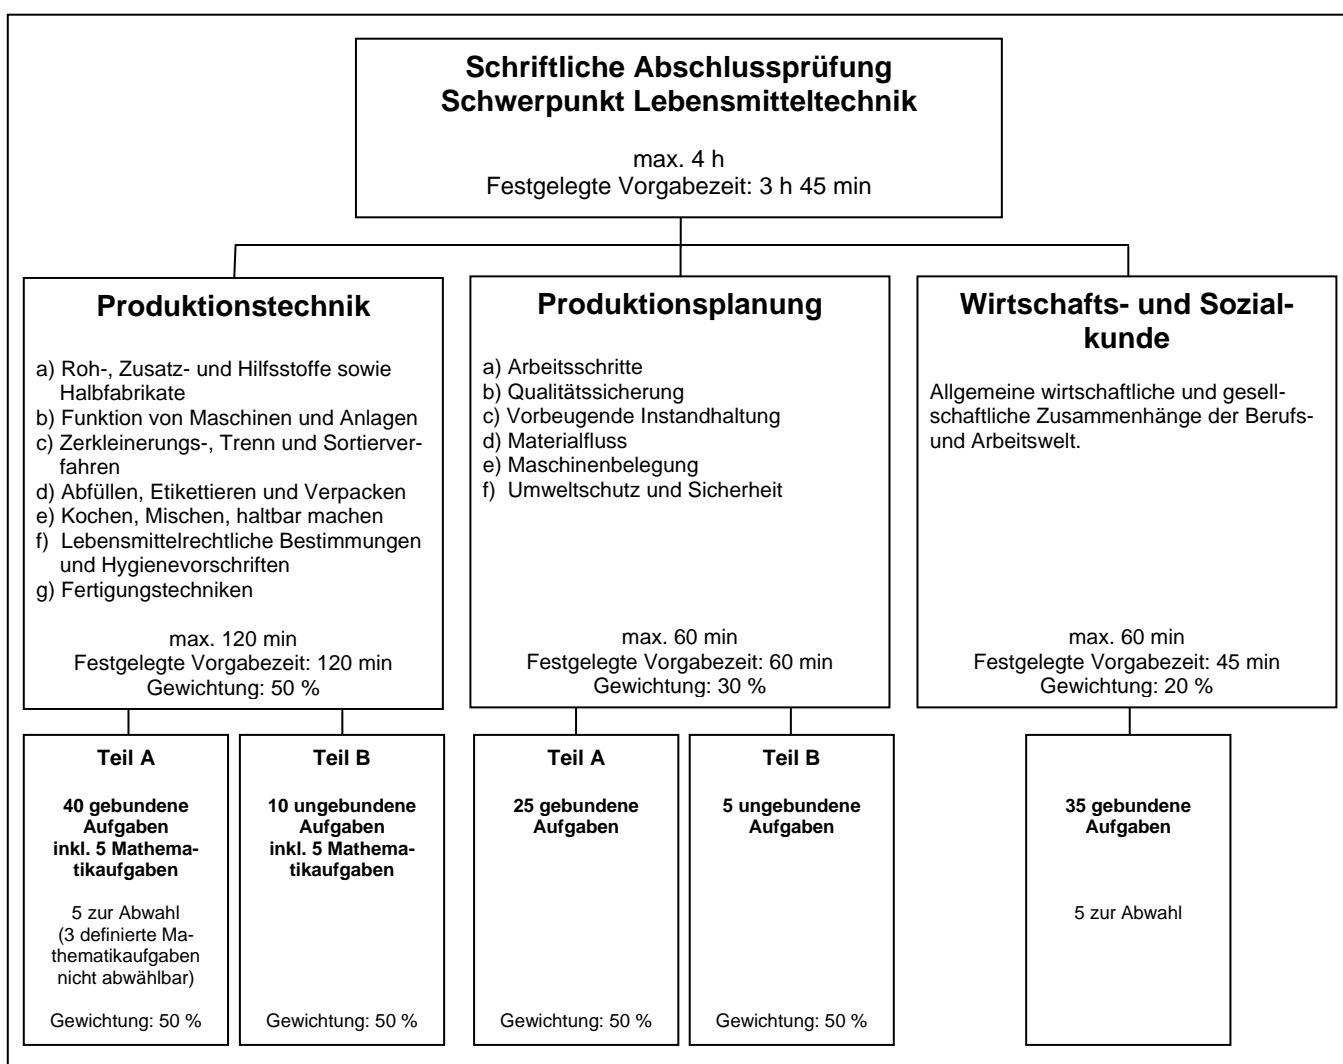 Schriftliche Abschlussprüfung
Schwerpunkt Lebensmitteltechnik
max. 4 h
Festgelegte Vorgabezeit: 3 h 45 min
Produktionstechnik
a) Roh-, Zusatz- und Hilfsstoffe sowie
Halbfabrikate
b) Funktion von Maschinen und Anlagen
c) Zerkleinerungs-, Trenn und Sortierver-
fahren
d) Abfüllen, Etikettieren und Verpacken
e) Kochen, Mischen, haltbar machen
f) Lebensmittelrechtliche Bestimmungen
und Hygienevorschriften
g) Fertigungstechniken
max. 120 min
Festgelegte Vorgabezeit: 120 min
Gewichtung: 50 %
Produktionsplanung
a) Arbeitsschritte
b) Qualitätssicherung
c) Vorbeugende Instandhaltung
d) Materialfluss
e) Maschinenbelegung
f) Umweltschutz und Sicherheit
max. 60 min
Festgelegte Vorgabezeit: 60 min
Gewichtung: 30 %
Wirtschafts- und Sozial-
kunde
Allgemeine wirtschaftliche und gesell-
schaftliche Zusammenhänge der Berufs-
und Arbeitswelt.
max. 60 min
Festgelegte Vorgabezeit: 45 min
Gewichtung: 20 %
Teil A
40 gebundene
Aufgaben
inkl. 5 Mathema-
tikaufgaben
5 zur Abwahl
(3 definierte Ma-
thematikaufgaben
nicht abwählbar)
Gewichtung: 50 %
Teil B
10 ungebundene
Aufgaben
inkl. 5 Mathema-
tikaufgaben
Gewichtung: 50 %
Teil A
25 gebundene
Aufgaben
Gewichtung: 50 %
Teil B
5 ungebundene
Aufgaben
Gewichtung: 50 %
35 gebundene
Aufgaben
5 zur Abwahl